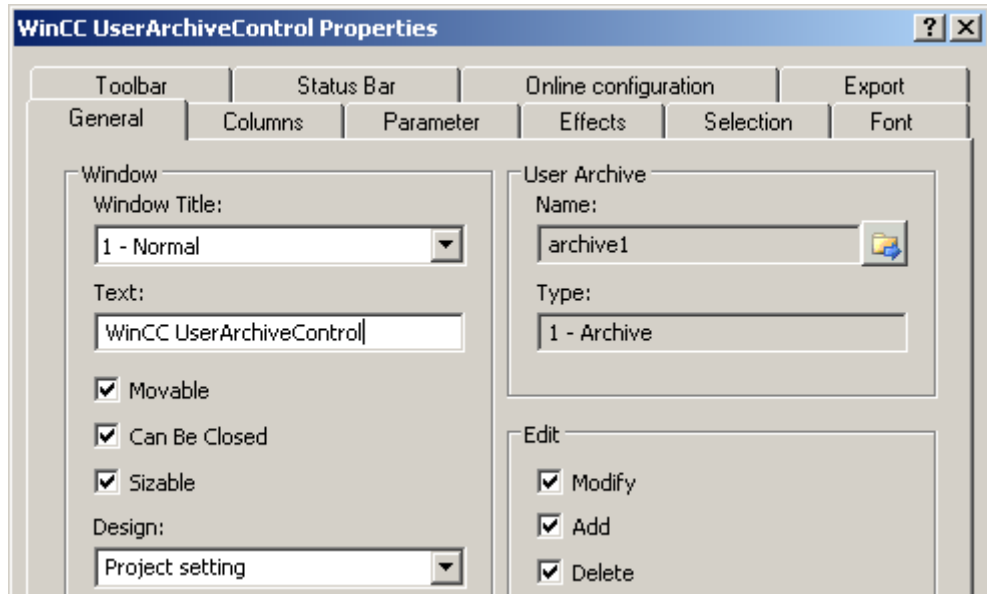 WinCC UserArchiveControl Properties
Toolbar Status Bar Online configuration Export
General Columns Parameter Effects Selection Font
Window
Window Title:
1 - Normal
Text:
WinCC UserArchiveControl
Movable
Can Be Closed
Sizable
Design:
Project setting
User Archive
Name:
archive1
Type:
1 - Archive
Edit
Modify
Add
Delete